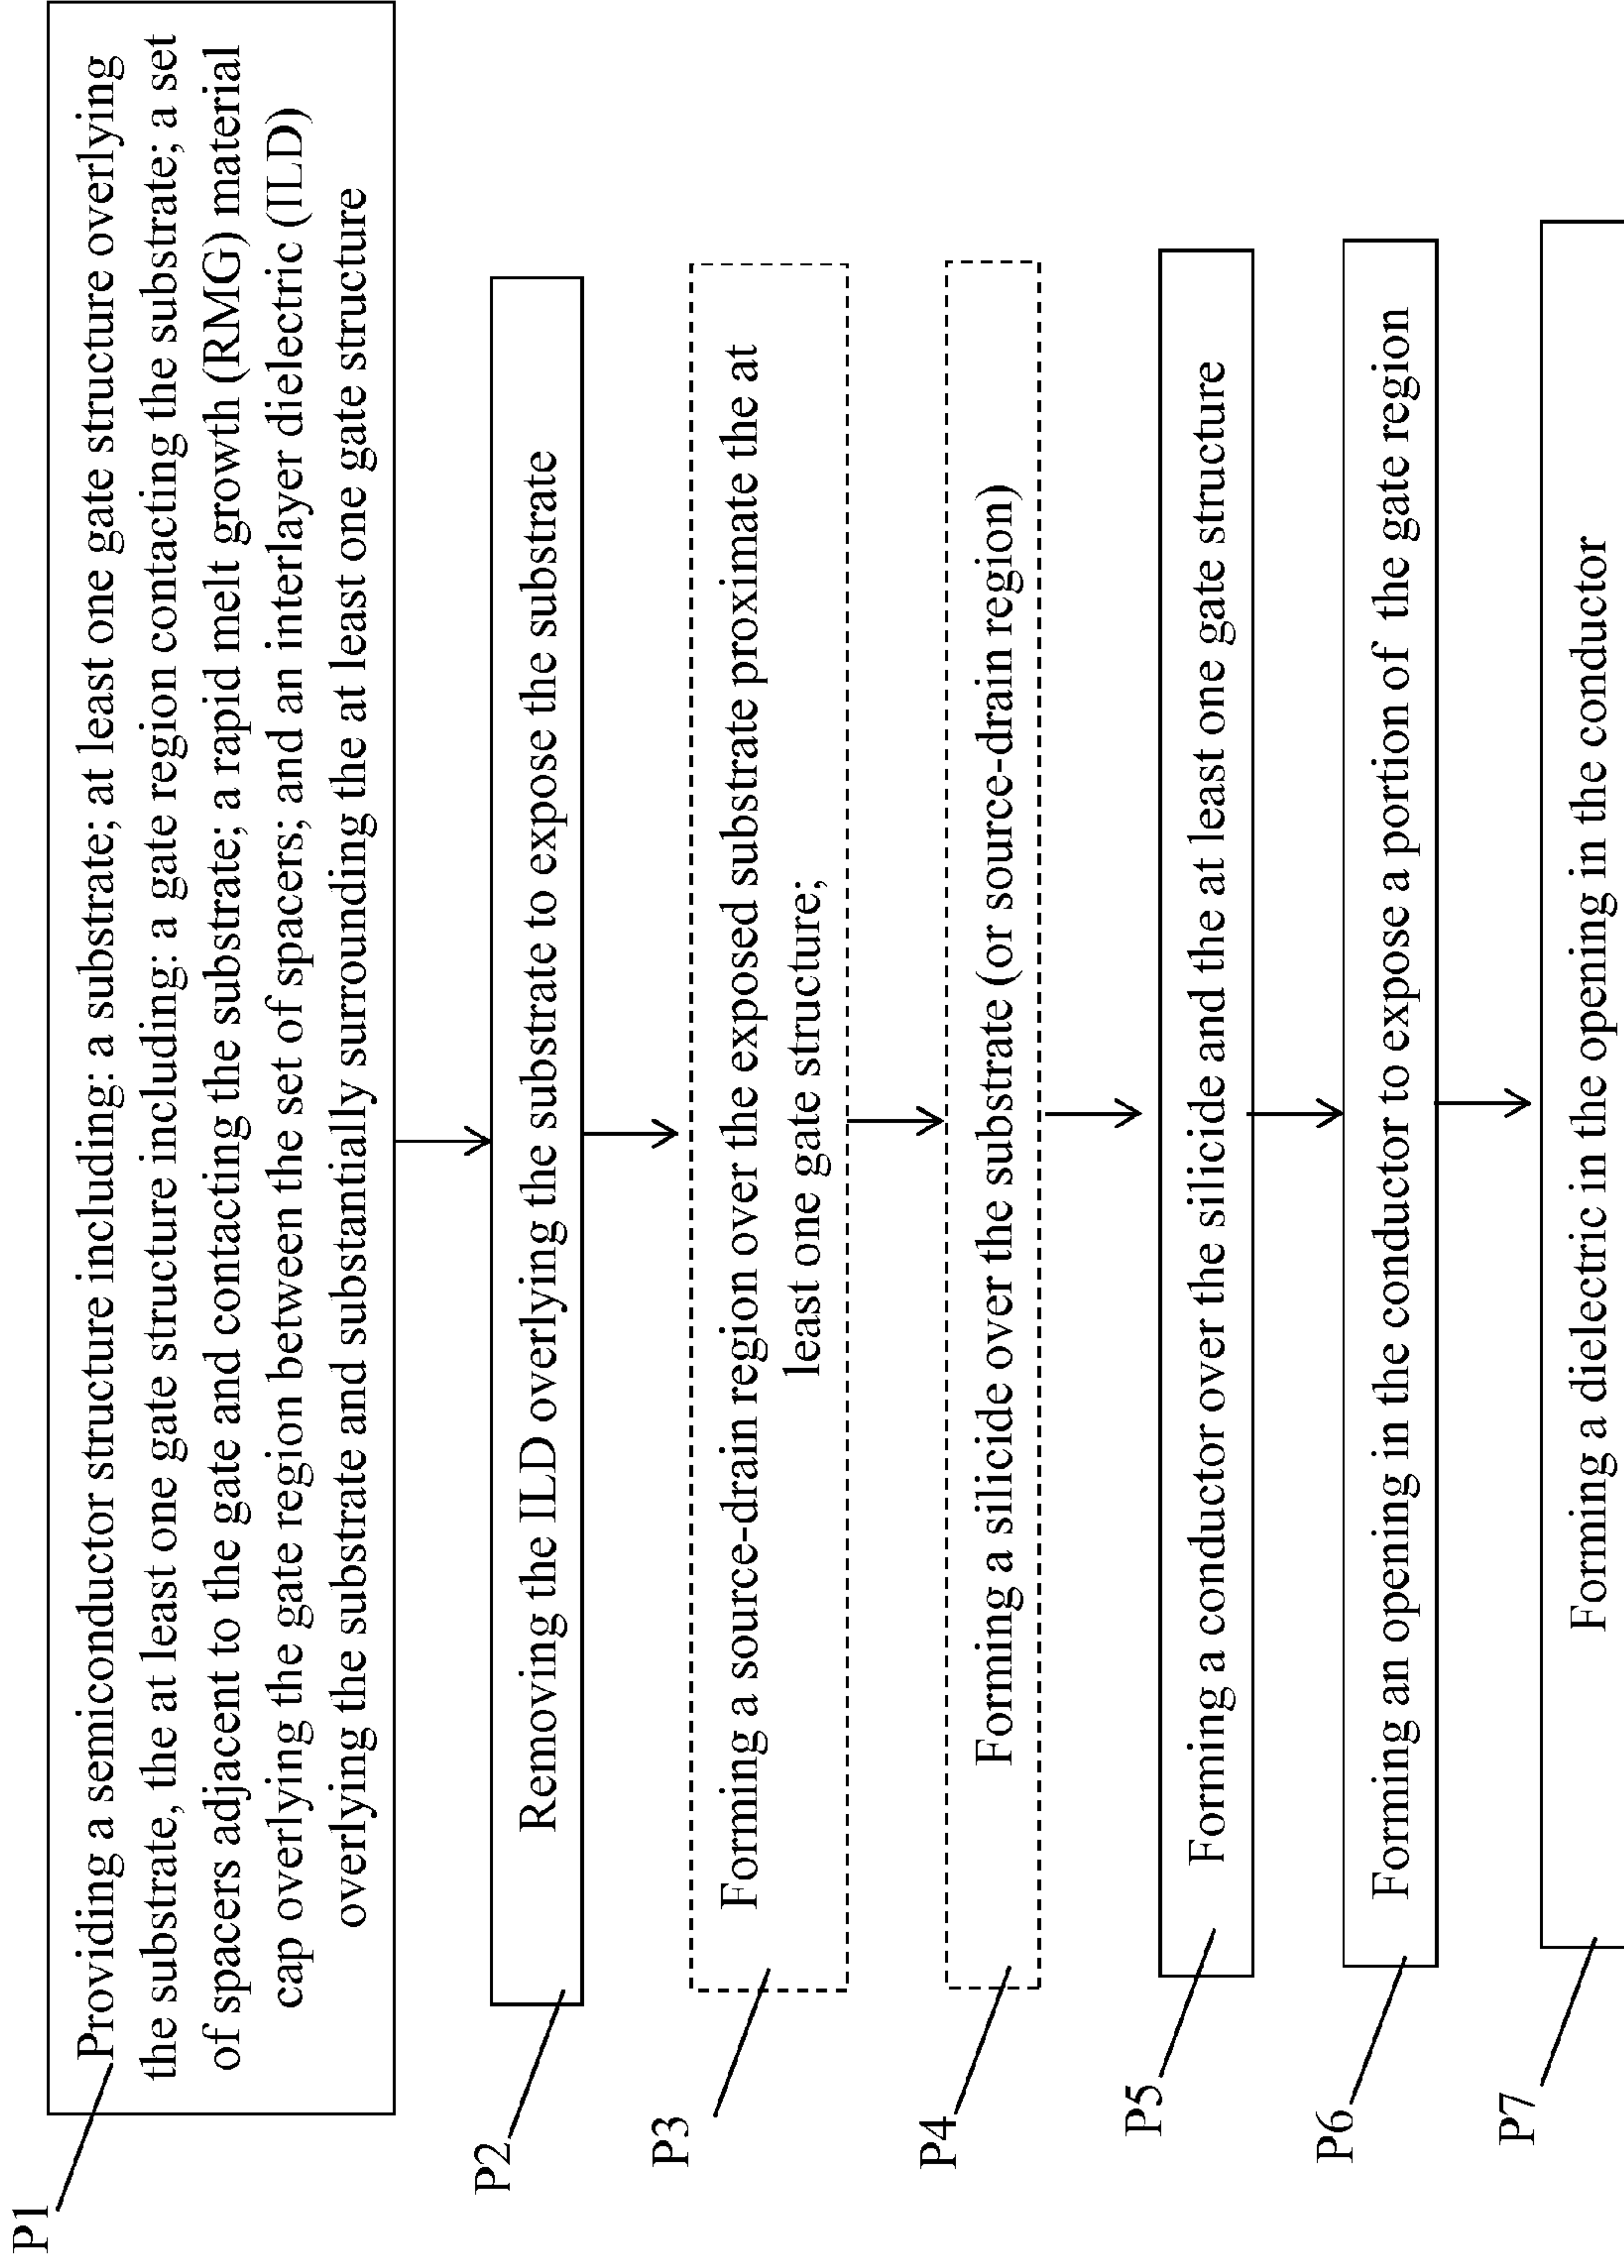 P1
Providing a semiconductor structure including: a substrate; at least one gate structure overlying
the substrate, the at least one gate structure including: a gate region contacting the substrate; a set
of spacers adjacent to the gate and contacting the substrate; a rapid melt growth (RMG) material
cap overlying the gate region between the set of spacers; and an interlayer dielectric (ILD)
overlying the substrate and substantially surrounding the at least one gate structure
P2
Removing the ILD overlying the substrate to expose the substrate
P3
Forming a source-drain region over the exposed substrate proximate the at
least one gate structure;
P4
Forming a silicide over the substrate (or source-drain region)
P5
Forming a conductor over the silicide and the at least one gate structure
P6
Forming an opening in the conductor to expose a portion of the gate region
P7
Forming a dielectric in the opening in the conductor